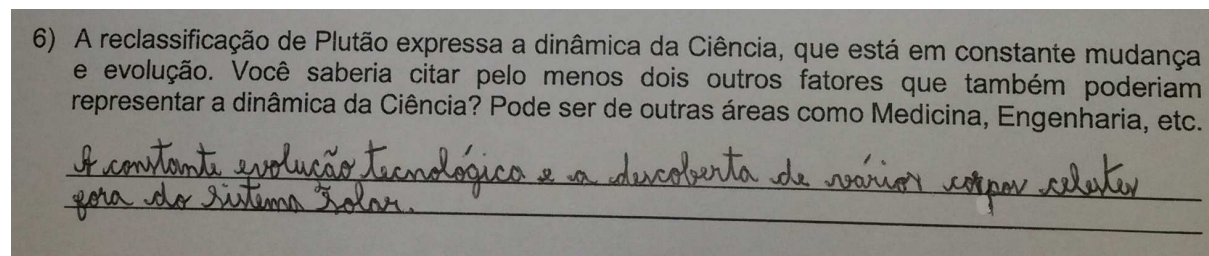 6) A reclassificação de Plutão expressa a dinâmica da Ciência, que está em constante mudança
e evolução. Você saberia citar pelo menos dois outros fatores que também poderiam
representar a dinâmica da Ciência? Pode ser de outras áreas como Medicina, Engenharia, etc.
A constante evolução tecnológica e a descoberta de vários corpos celestes
fora do Sistema Solar.